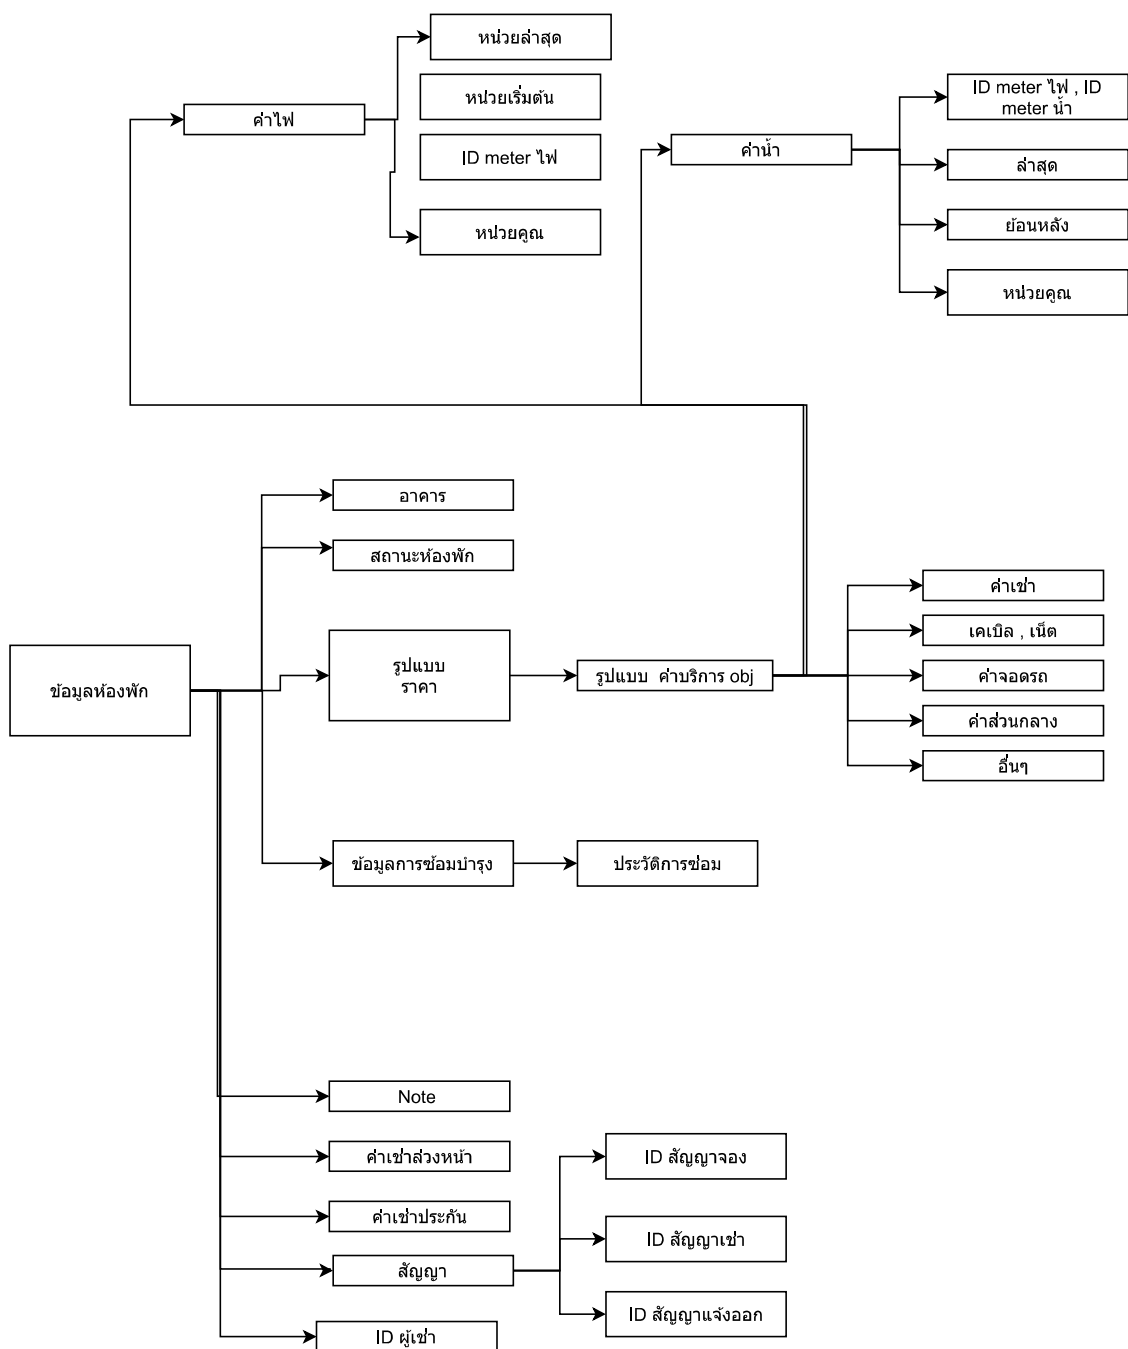 หน่วยล่าสุด
หน่วยเริ่มต้น
ค่าไฟ
ID meter ไฟ
หน่วยคูณ
ID meter ไฟ , ID
meter น้ำ
ค่าน้ำ
ล่าสุด
ย้อนหลัง
หน่วยคูณ
อาคาร
สถานะห้องพัก
ข้อมูลห้องพัก
รูปแบบ
ราคา
รูปแบบ ค่าบริการ obj
ค่าเช่า
เคเบิล , เน็ต
ค่าจอดรถ
ค่าส่วนกลาง
อื่นๆ
ข้อมูลการซ้อมบำรุง
ประวัติการซ่อม
Note
ค่าเช่าล่วงหน้า
ค่าเช่าประกัน
สัญญา
ID สัญญาจอง
ID สัญญาเช่า
ID สัญญาแจ้งออก
ID ผู้เช่า